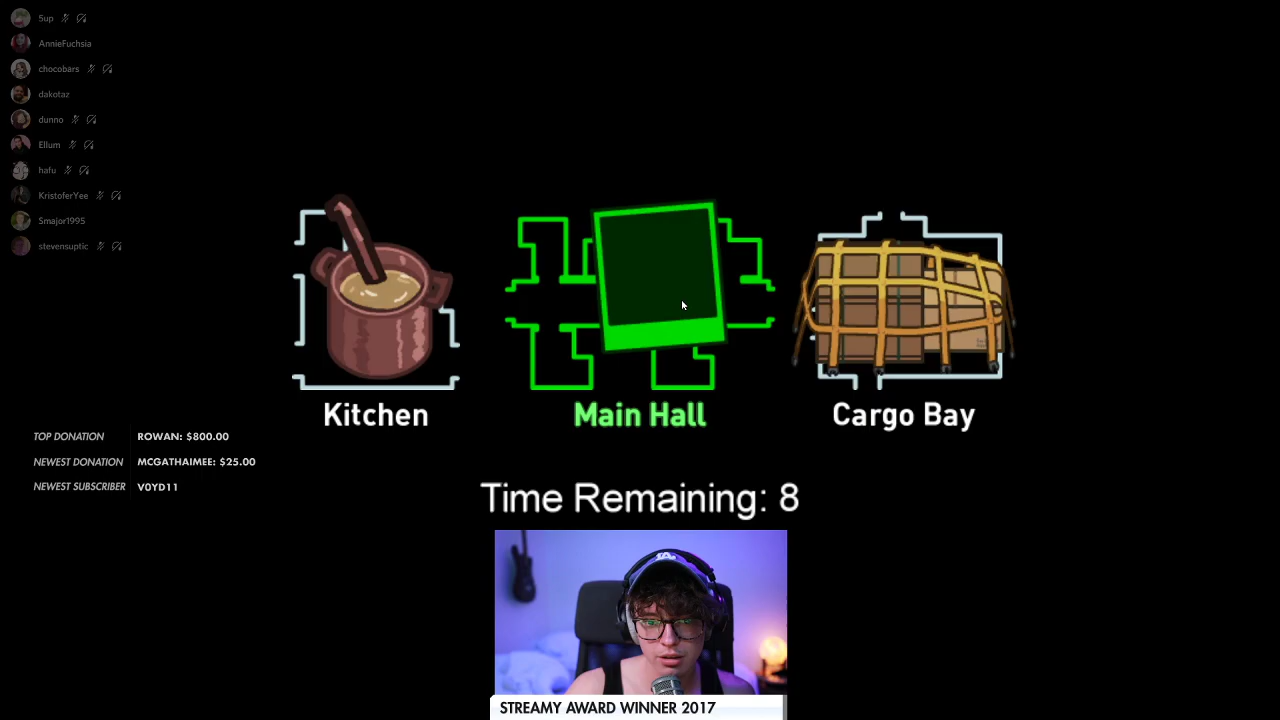 5up
AnnieFuchsia
chocobars
dakotaz
dunno
Ellum
hafu
KristoferYee
Smajor1995
stevensuptic
Kitchen
Main Hall
Cargo Bay
TOP DONATION ROWAN: $800.00
NEWEST DONATION MCGATHAIMEE: $25.00
NEWEST SUBSCRIBER V0YD11
Time Remaining: 8
STREAMY AWARD WINNER 2017